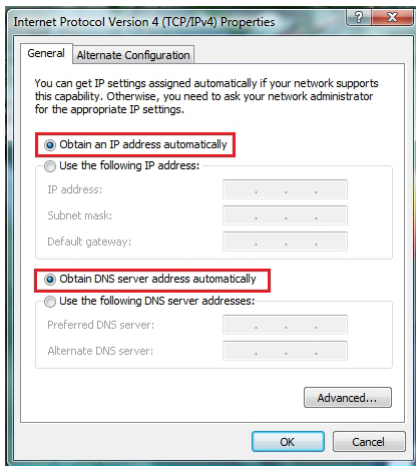 Internet Protocol Version 4 (TCP/IPv4) Properties
General
Alternate Configuration
You can get IP settings assigned automatically if your network supports
this capability. Otherwise, you need to ask your network administrator
for the appropriate IP settings.
Obtain an IP address automatically
Use the following IP address:
IP address:
Subnet mask:
Default gateway:
Obtain DNS server address automatically
Use the following DNS server addresses:
Preferred DNS server:
Alternate DNS server:
Advanced...
OK
Cancel